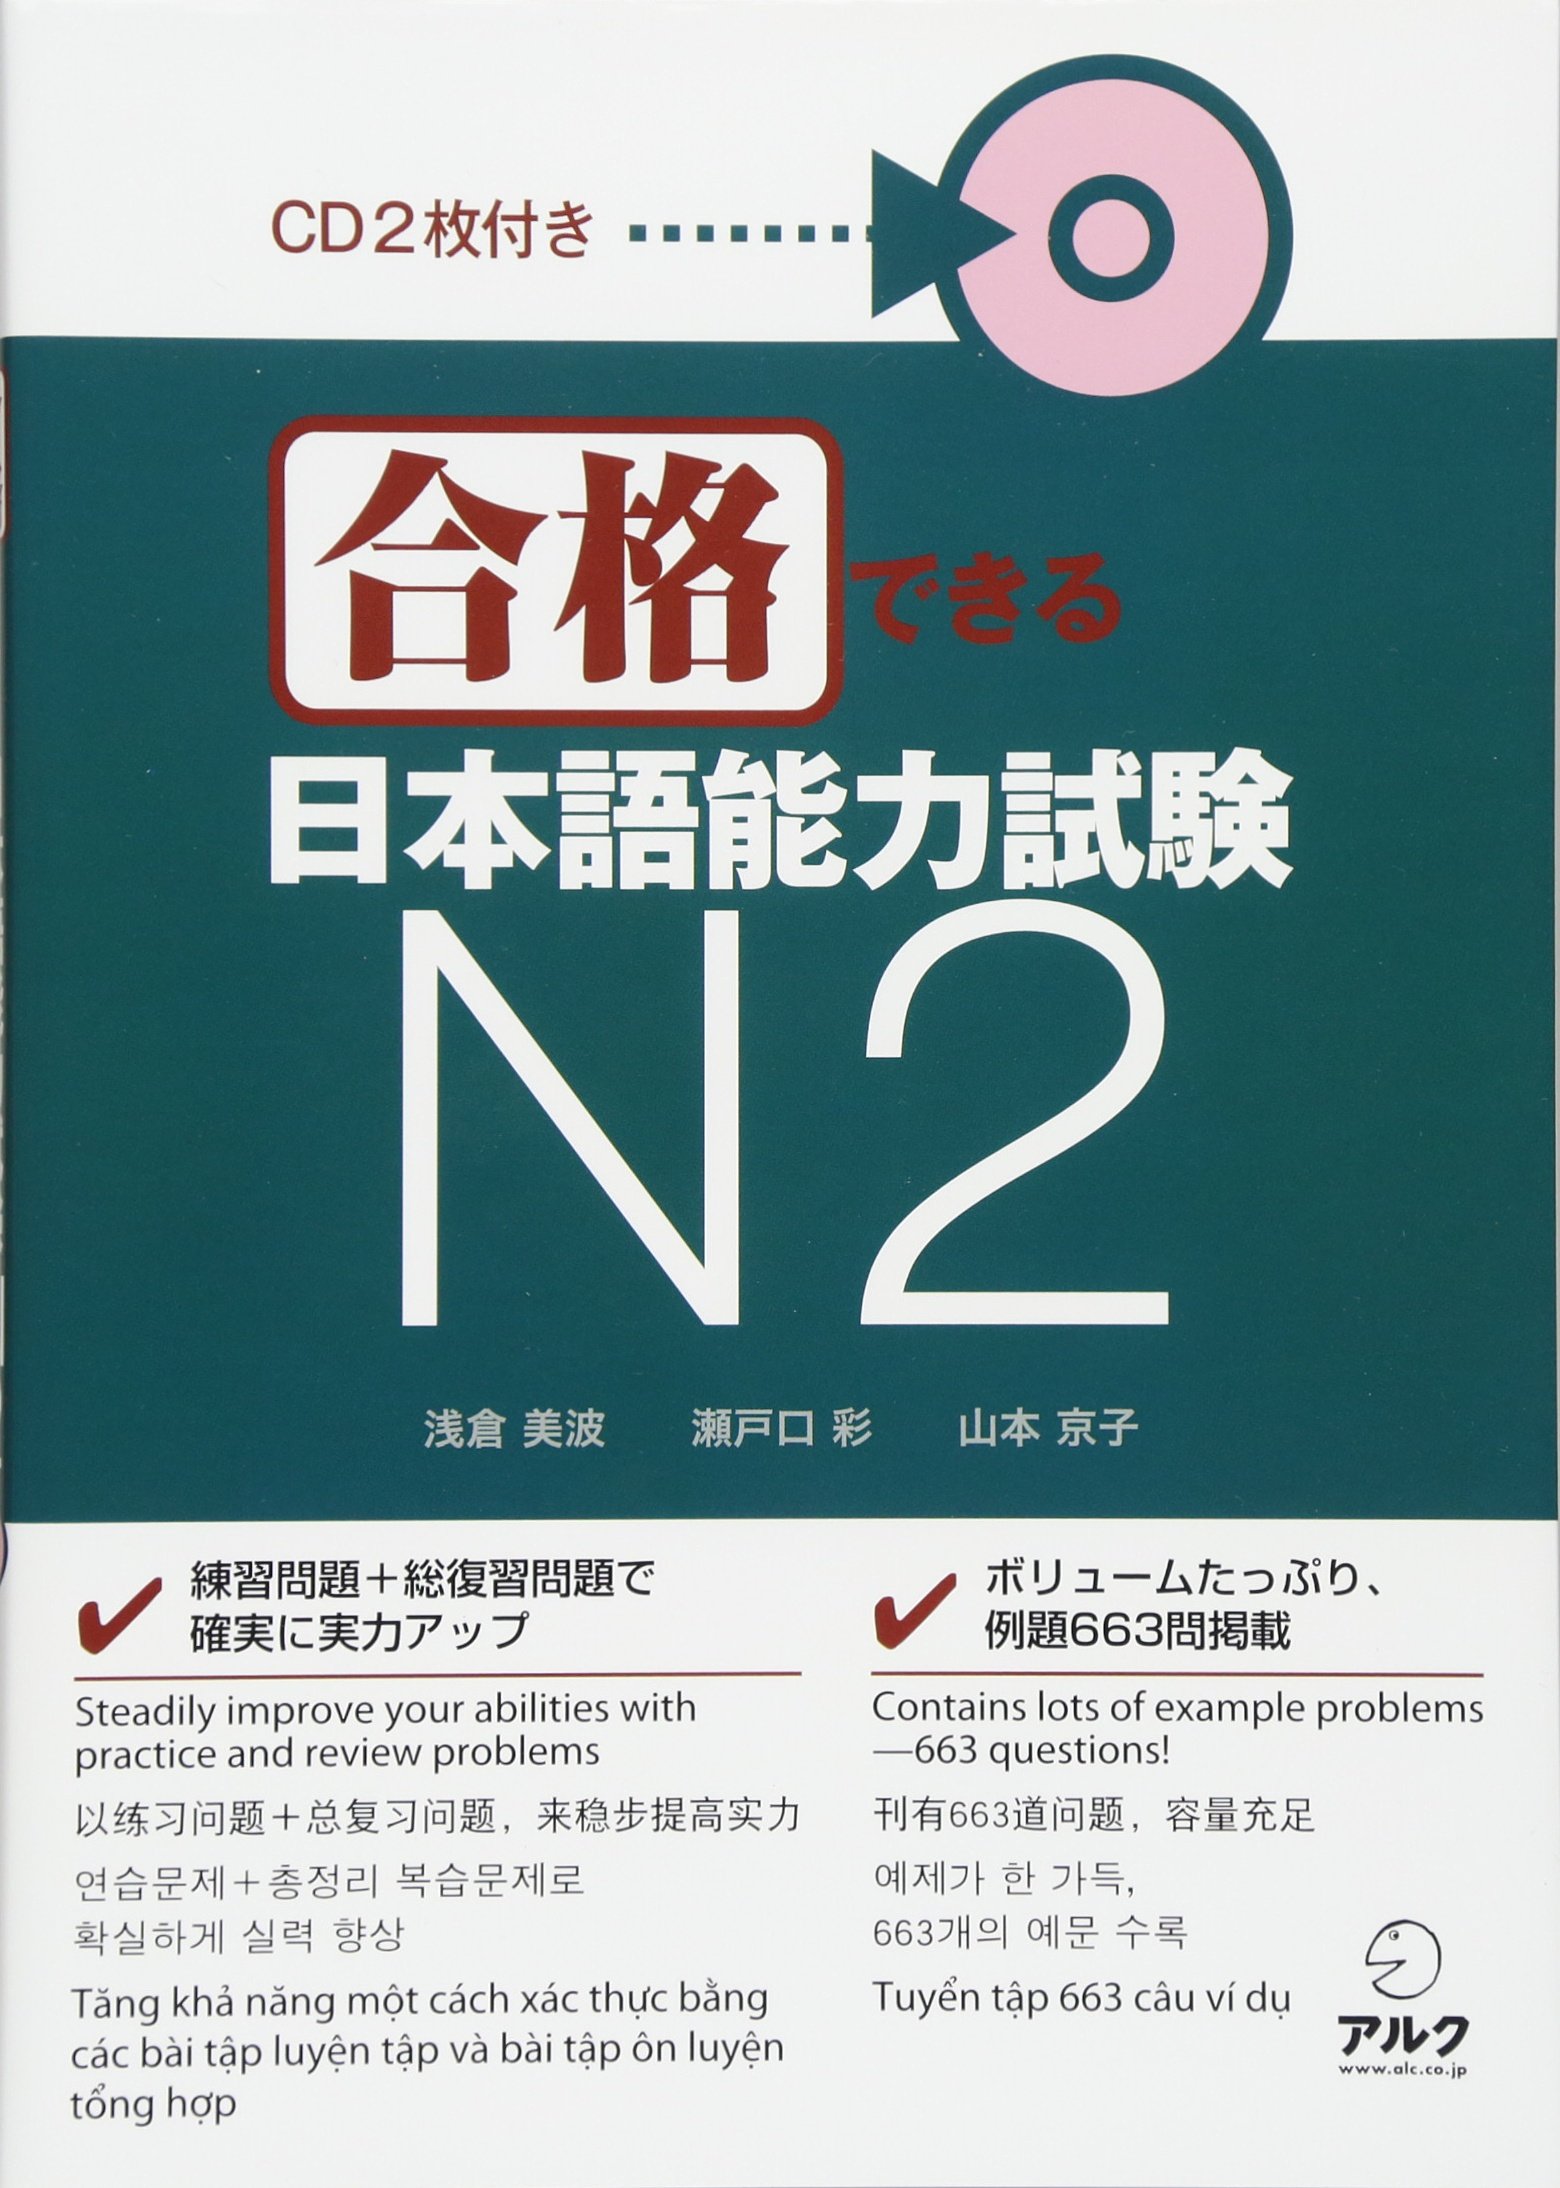 CD2枚付き
合格できる
日本語能力試験
N2
浅倉 美波　瀬戸口 彩　山本 京子
練習問題＋総復習問題で
確実に実力アップ
Steadily improve your abilities with
practice and review problems
以练习问题＋总复习问题，来稳步提高实力
연습문제＋총정리 복습문제로
확실하게 실력 향상
Tăng khả năng một cách xác thực bằng
các bài tập luyện tập và bài tập ôn luyện
tổng hợp
ボリュームたっぷり、
例題663問掲載
Contains lots of example problems
—663 questions!
刊有663道问题，容量充足
예제가 한 가득,
663개의 예문 수록
Tuyển tập 663 câu ví dụ
アルク
www.alc.co.jp